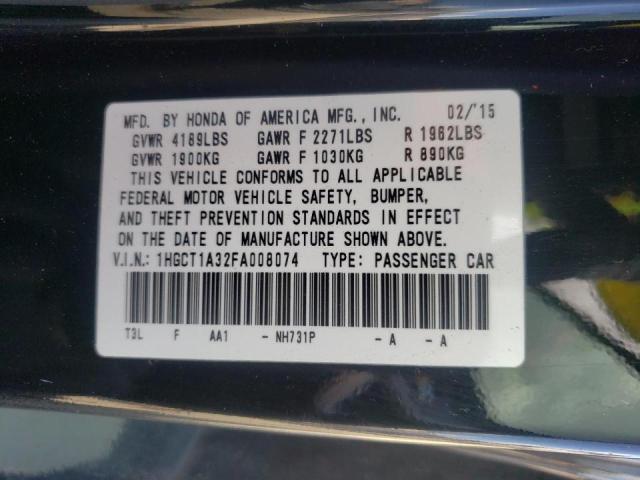 MFD. BY HONDA OF AMERICA MFG., INC. 02/'15
GVWR 4189LBS GAWR F 2271LBS R 1962LBS
GVWR 1900KG GAWR F 1030KG R 890KG
THIS VEHICLE CONFORMS TO ALL APPLICABLE
FEDERAL MOTOR VEHICLE SAFETY, BUMPER,
AND THEFT PREVENTION STANDARDS IN EFFECT
ON THE DATE OF MANUFACTURE SHOWN ABOVE.
V.I.N.: 1HGCT1A32FA008074 TYPE: PASSENGER CAR
T3L F AA1 - NH731P - A - A